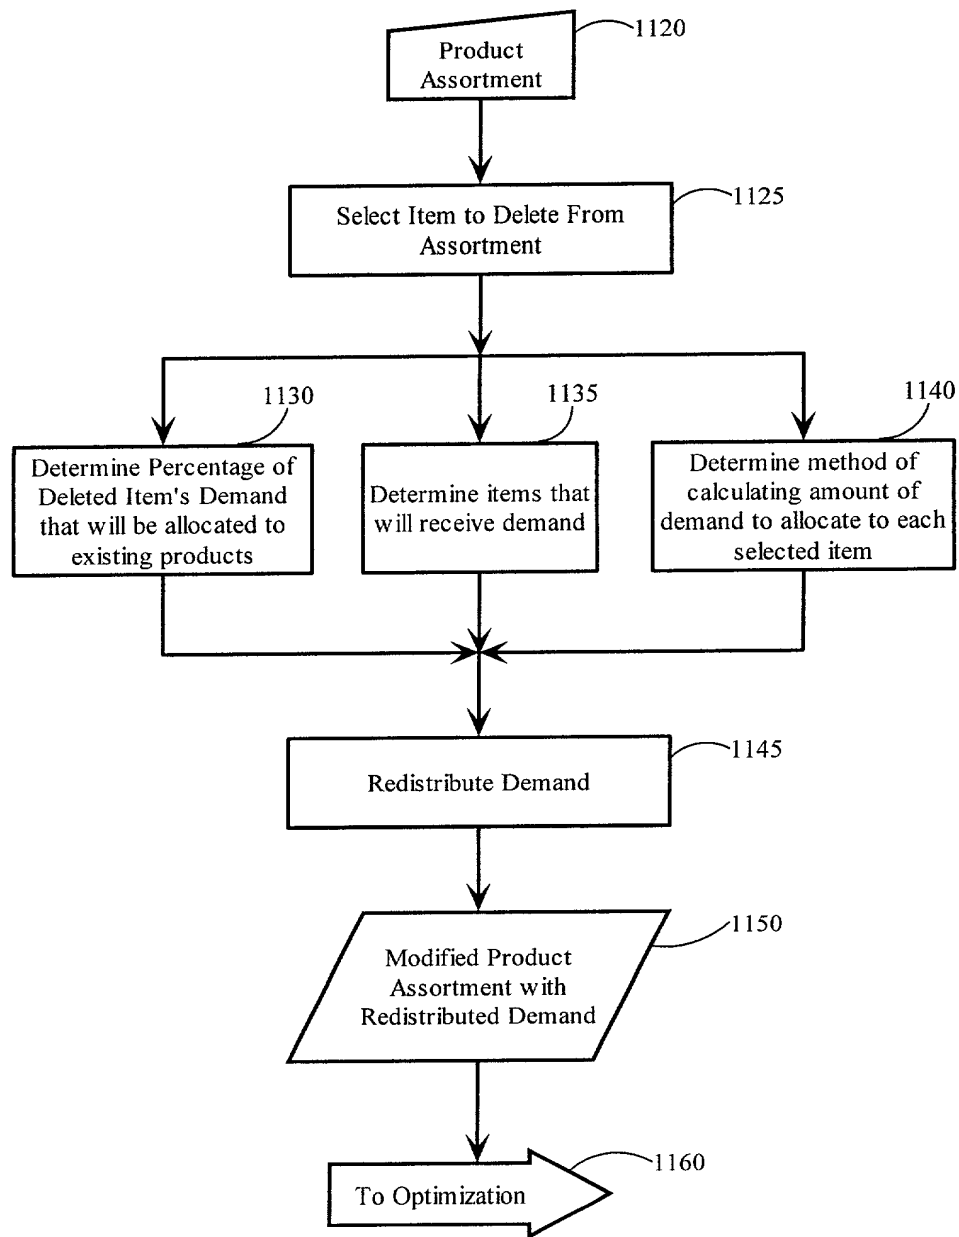 1120
Product
Assortment
1125
Select Item to Delete From
Assortment
1130
1135
1140
Determine Percentage of
Deleted Item's Demand
that will be allocated to
existing products
Determine items that
will receive demand
Determine method of
calculating amount of
demand to allocate to each
selected item
1145
Redistribute Demand
1150
Modified Product
Assortment with
Redistributed Demand
1160
To Optimization